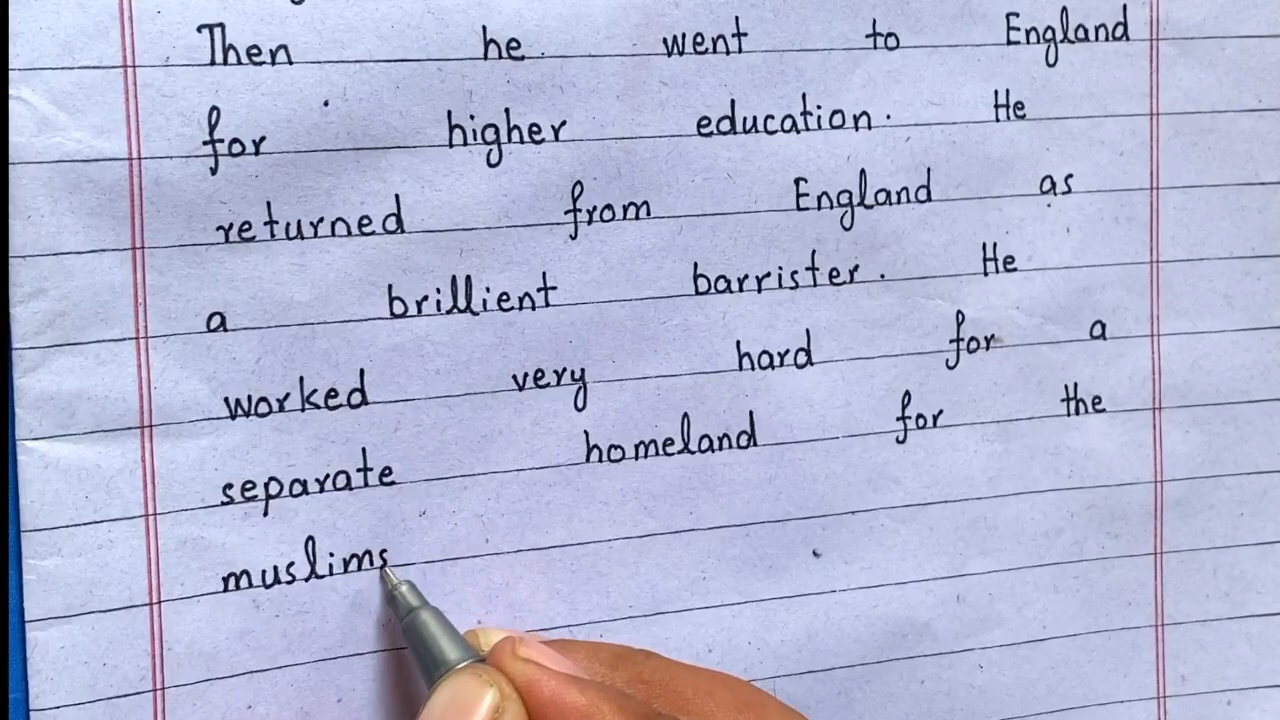 Then he went to England
for higher education. He
returned from England as
a brillient barrister. He
worked very hard for a
separate homeland for the
muslims